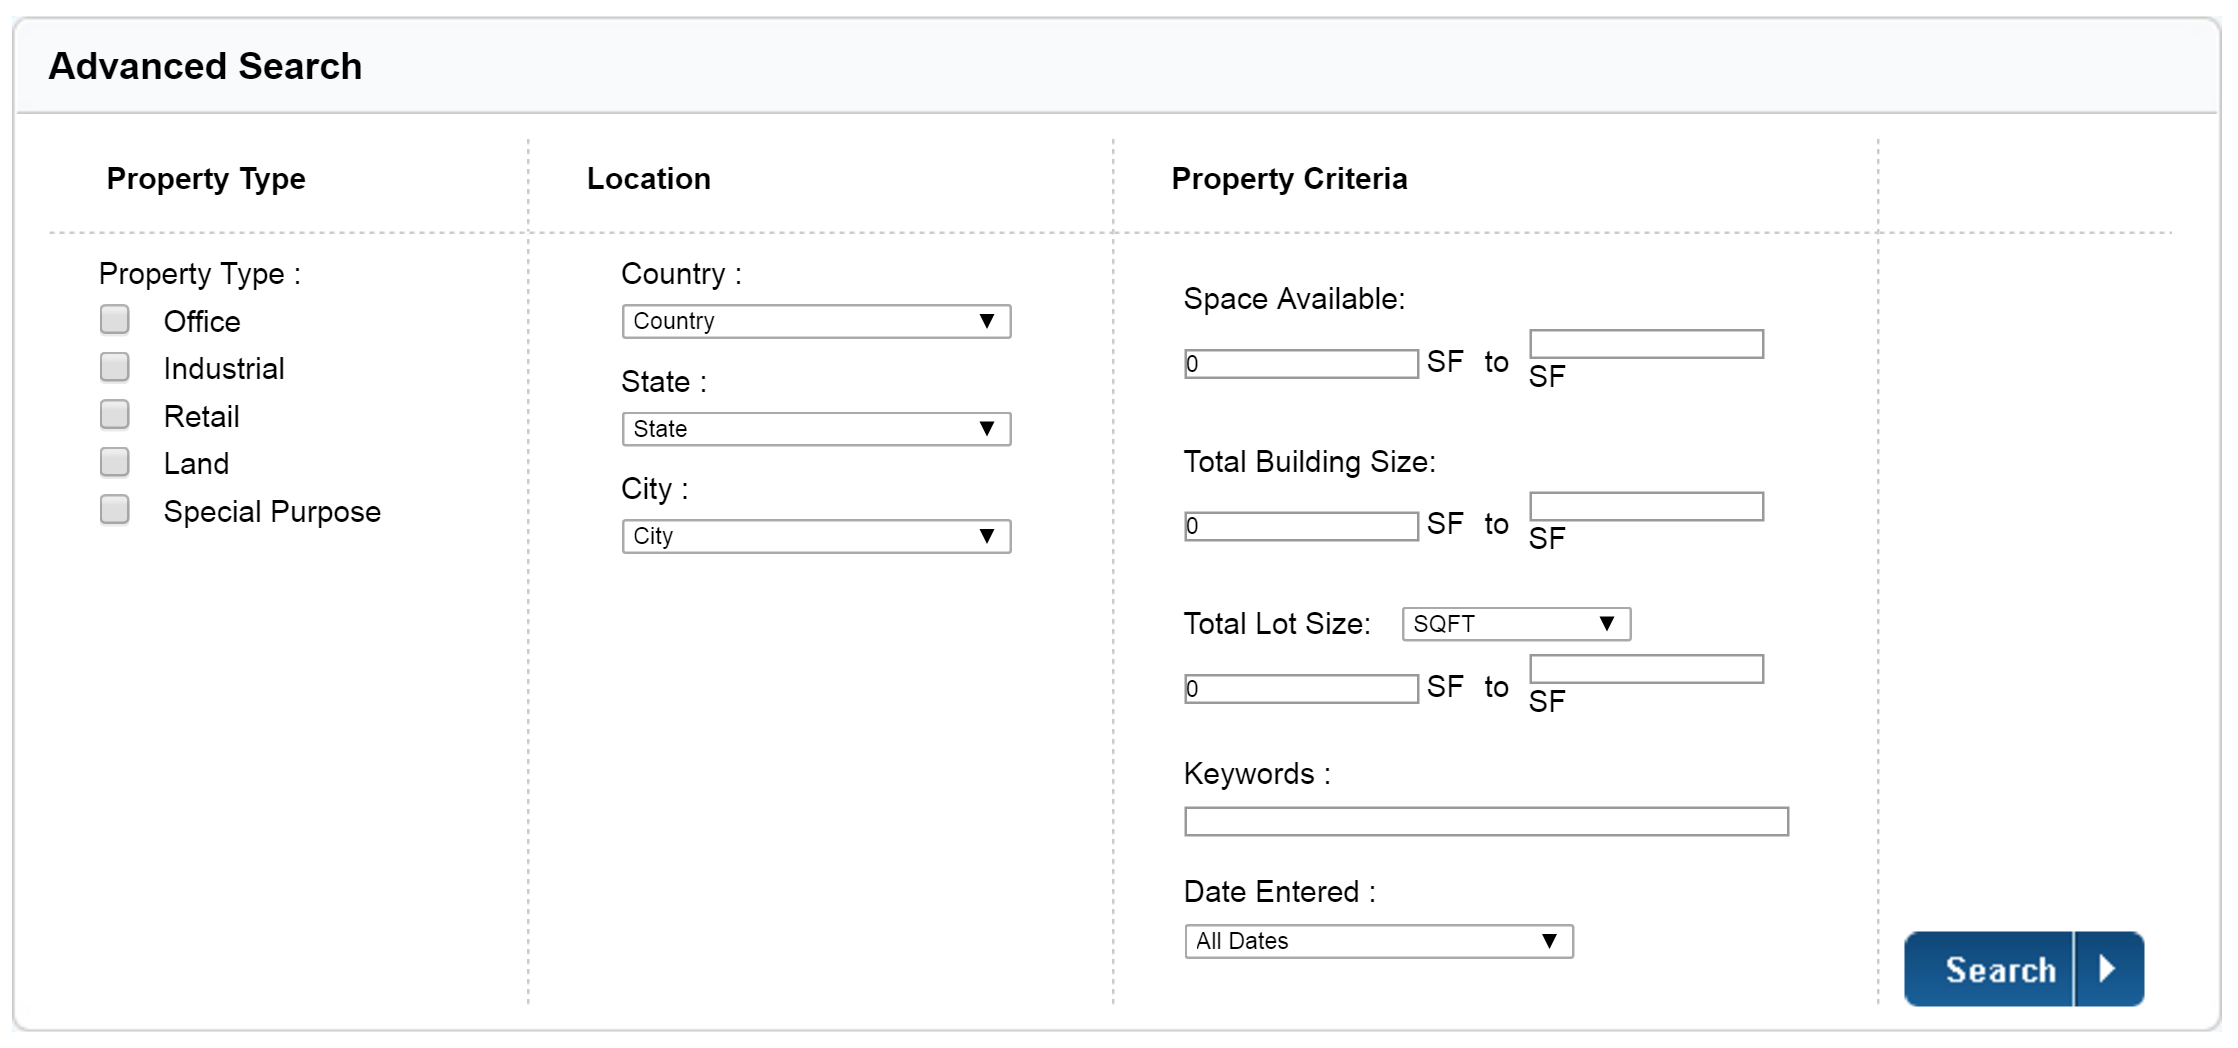 Advanced Search
Property Type
Location
Property Criteria
Property Type :
Office
Industrial
Retail
Land
Special Purpose
Country :
Country
State :
State
City :
City
Space Available:
0 SF to
SF
Total Building Size:
0 SF to
SF
Total Lot Size: SQFT
0 SF to
SF
Keywords :
Date Entered :
All Dates
Search